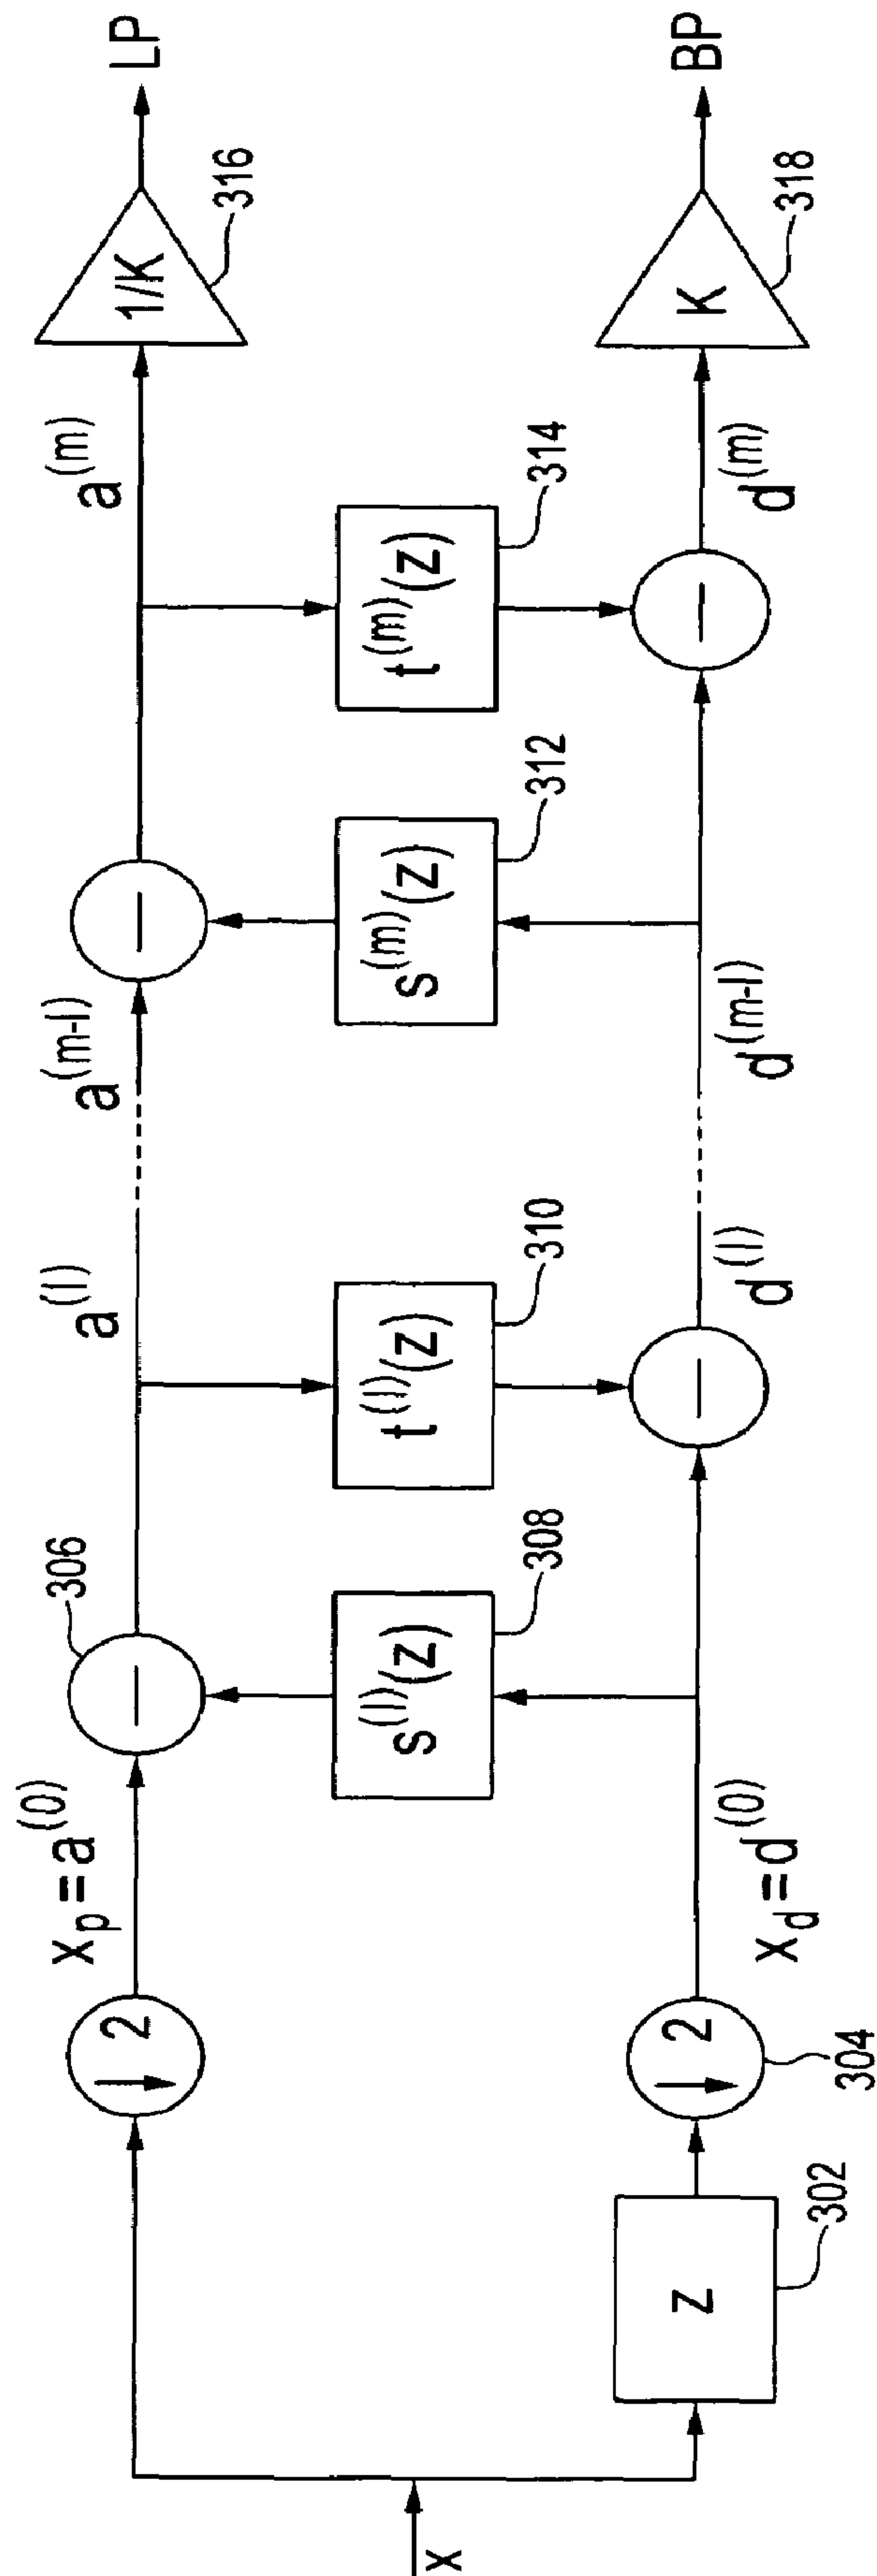 x
↓2
x_p=a^(0)
306
a^(l)
a^(m-l)
a^(m)
1/K
316
LP
s^(l)(z)
308
t^(l)(z)
310
s^(m)(z)
312
t^(m)(z)
314
z
302
↓2
304
x_d=d^(0)
d^(l)
d^(m-l)
d^(m)
K
318
BP